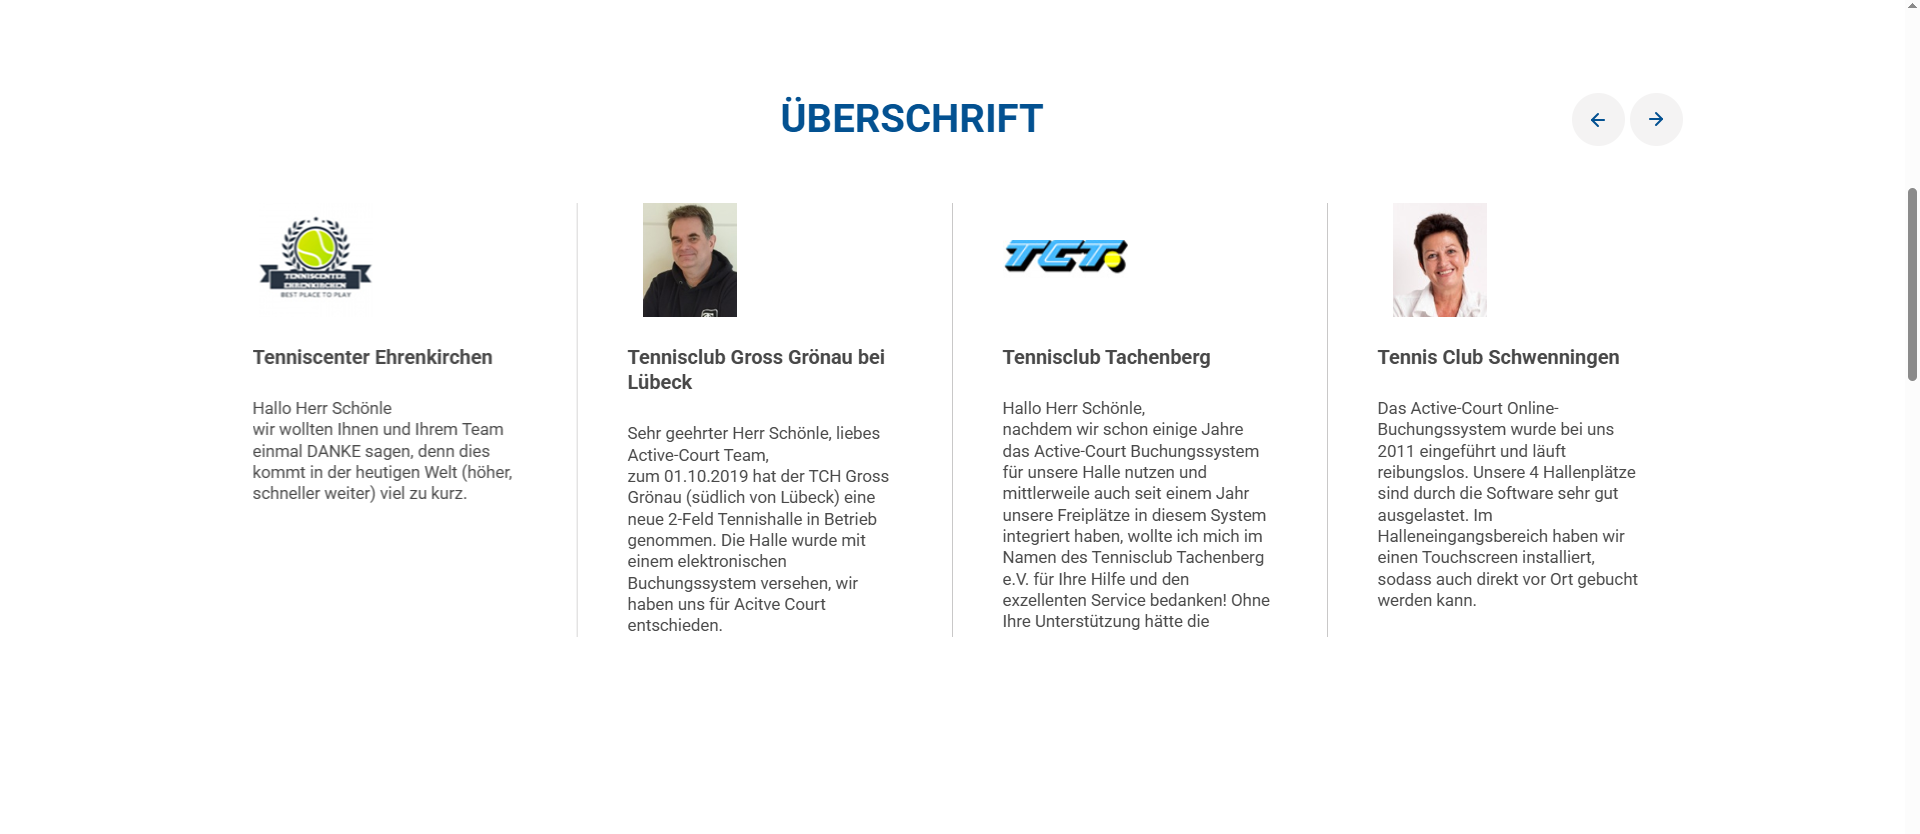 ÜBERSCHRIFT
TENNISCENTER
EHRENKIRCHEN
BEST PLACE TO PLAY
TCT
Tenniscenter Ehrenkirchen
Hallo Herr Schönle
wir wollten Ihnen und Ihrem Team
einmal DANKE sagen, denn dies
kommt in der heutigen Welt (höher,
schneller weiter) viel zu kurz.
Tennisclub Gross Grönau bei
Lübeck
Sehr geehrter Herr Schönle, liebes
Active-Court Team,
zum 01.10.2019 hat der TCH Gross
Grönau (südlich von Lübeck) eine
neue 2-Feld Tennishalle in Betrieb
genommen. Die Halle wurde mit
einem elektronischen
Buchungssystem versehen, wir
haben uns für Acitve Court
entschieden.
Tennisclub Tachenberg
Hallo Herr Schönle,
nachdem wir schon einige Jahre
das Active-Court Buchungssystem
für unsere Halle nutzen und
mittlerweile auch seit einem Jahr
unsere Freiplätze in diesem System
integriert haben, wollte ich mich im
Namen des Tennisclub Tachenberg
e.V. für Ihre Hilfe und den
exzellenten Service bedanken! Ohne
Ihre Unterstützung hätte die
Tennis Club Schwenningen
Das Active-Court Online-
Buchungssystem wurde bei uns
2011 eingeführt und läuft
reibungslos. Unsere 4 Hallenplätze
sind durch die Software sehr gut
ausgelastet. Im
Halleneingangsbereich haben wir
einen Touchscreen installiert,
sodass auch direkt vor Ort gebucht
werden kann.